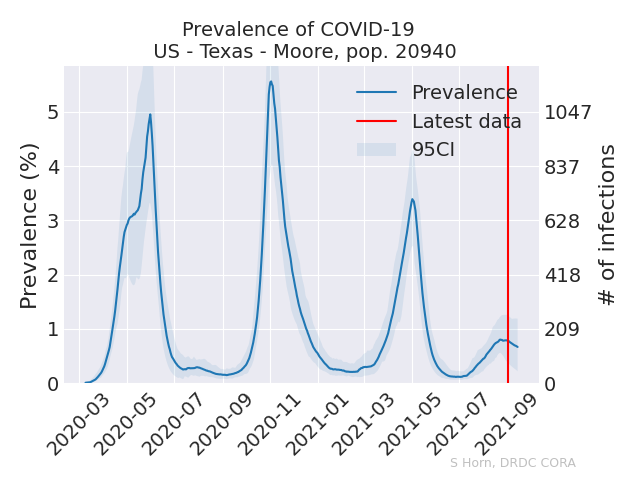 Prevalence of COVID-19
US - Texas - Moore, pop. 20940
Prevalence (%)
5
4
3
2
1
0
Prevalence
Latest data
95CI
1047
837
628
418
209
0
# of infections
2020-03
2020-05
2020-07
2020-09
2020-11
2021-01
2021-03
2021-05
2021-07
2021-09
S Horn, DRDC CORA